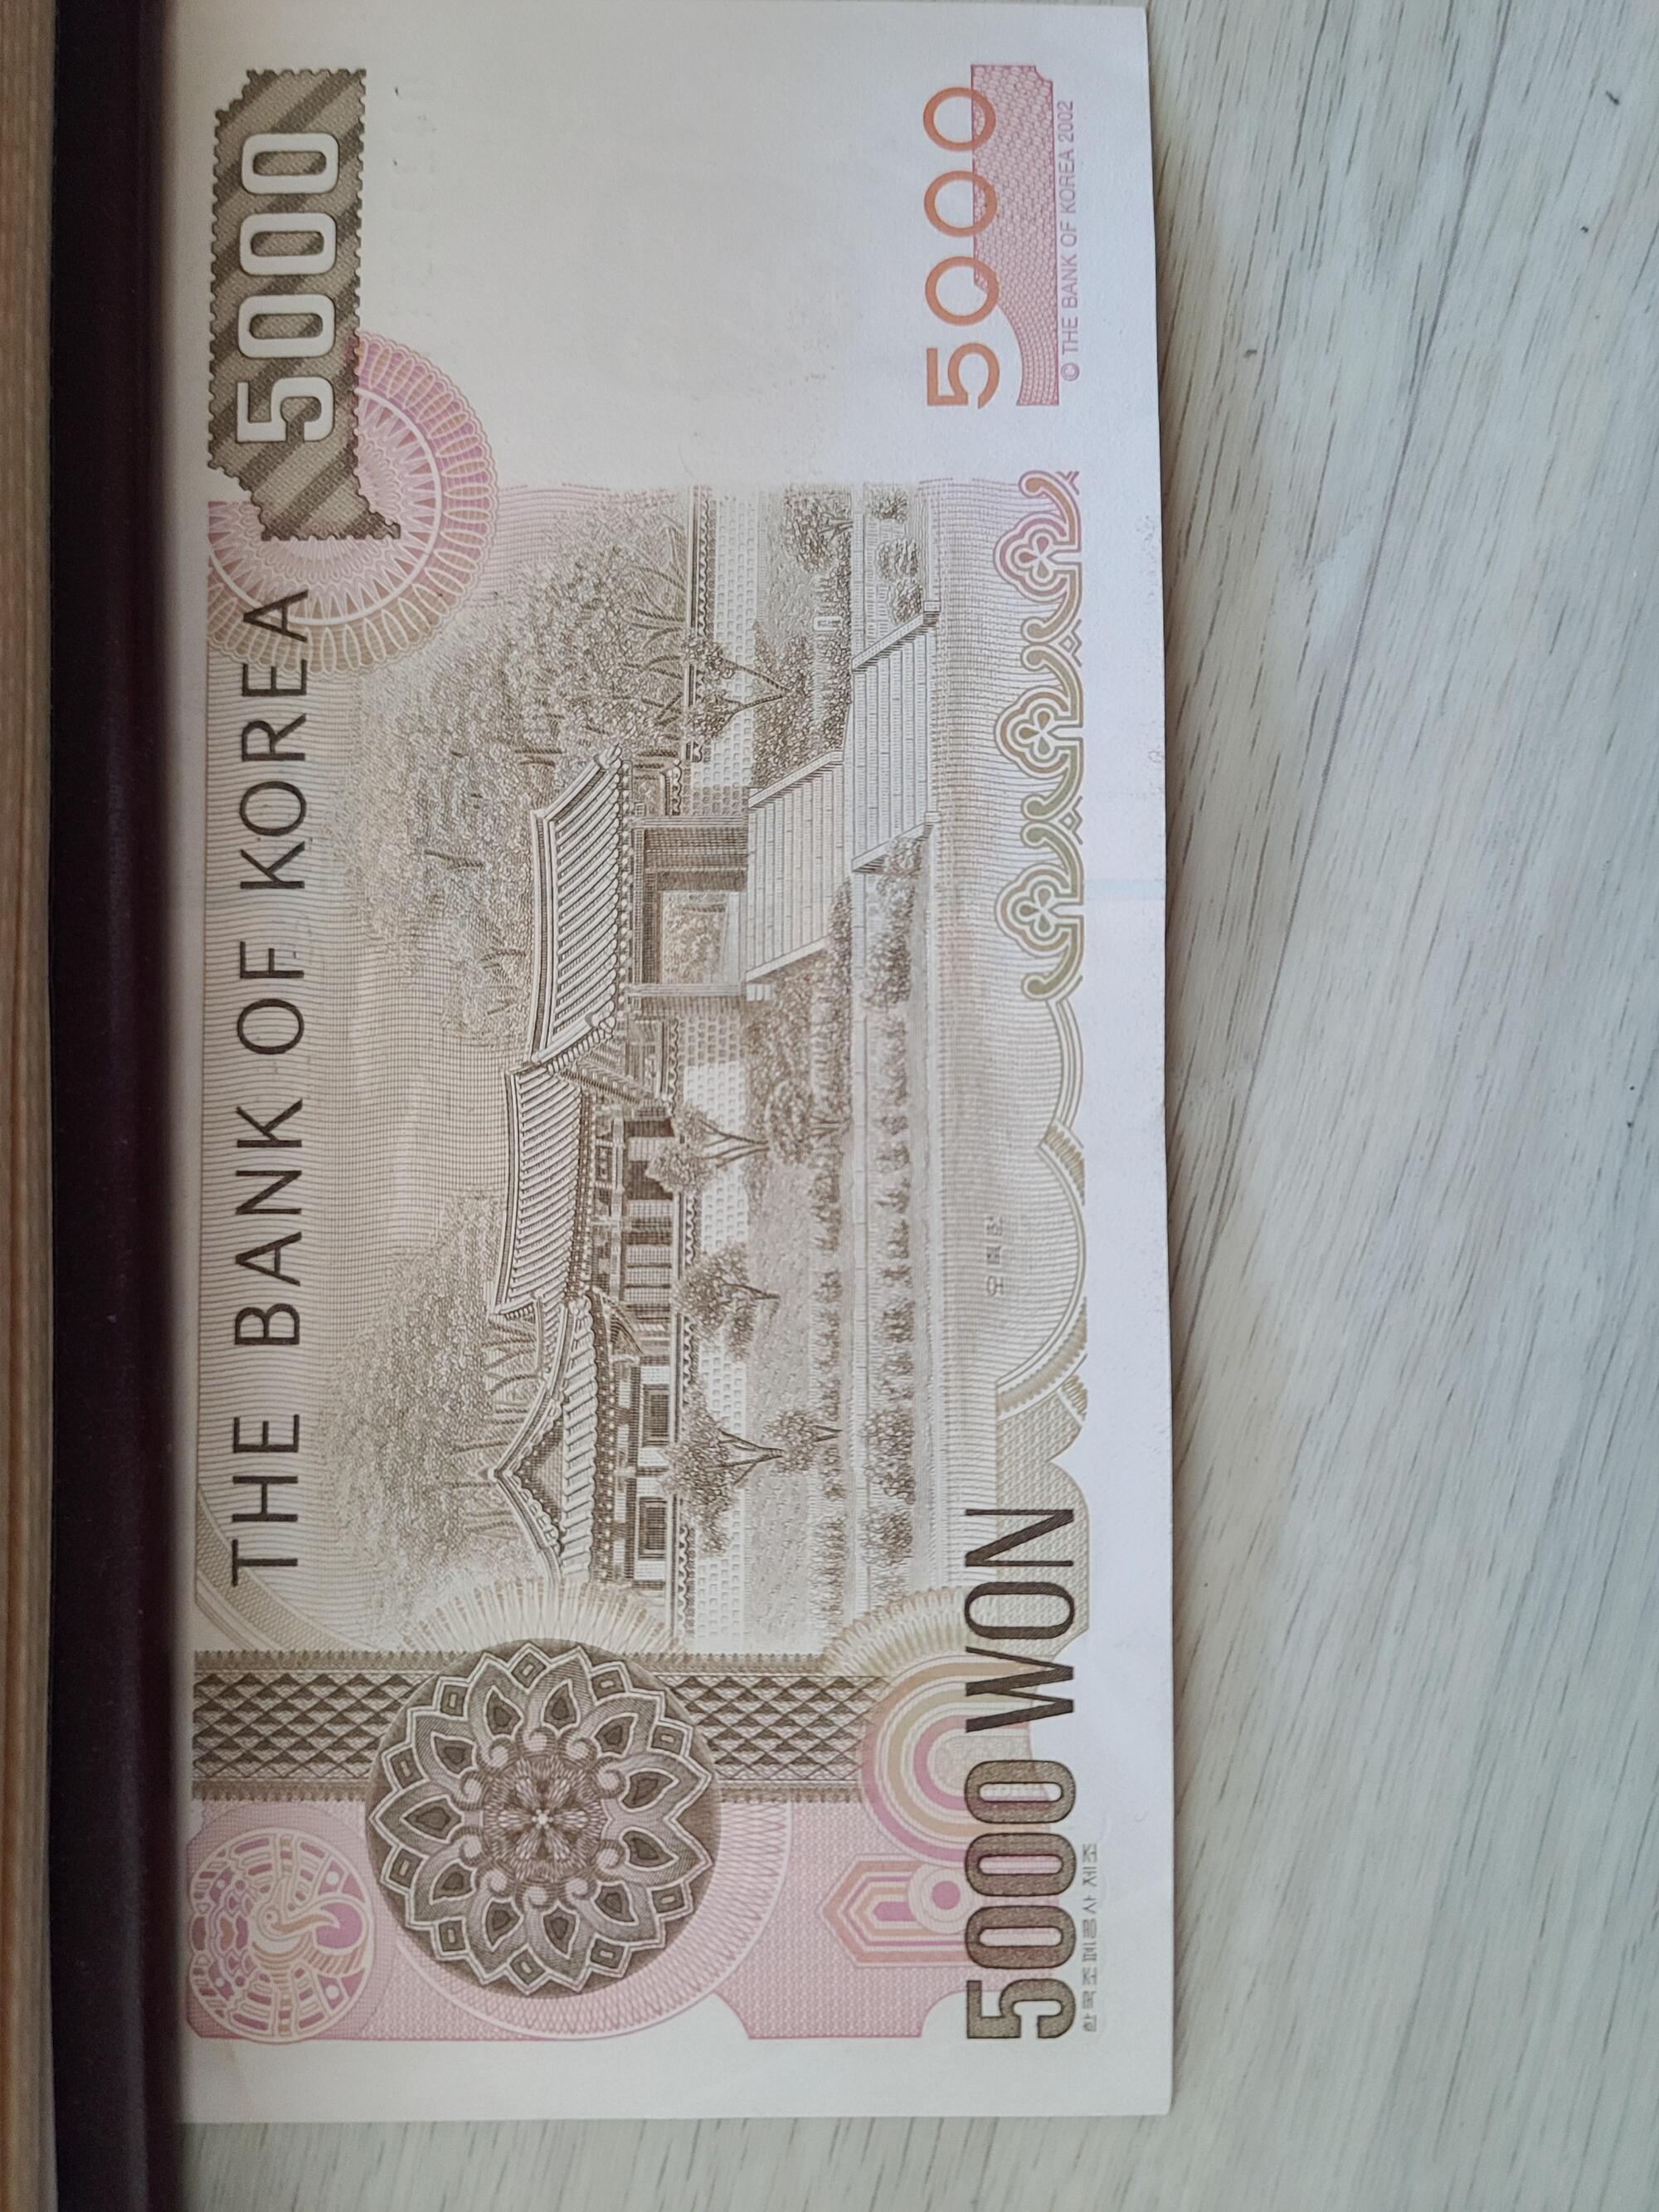 THE BANK OF KOREA
5000
오죽헌
5000
5000 WON
한국조폐공사 제조
© THE BANK OF KOREA 2002